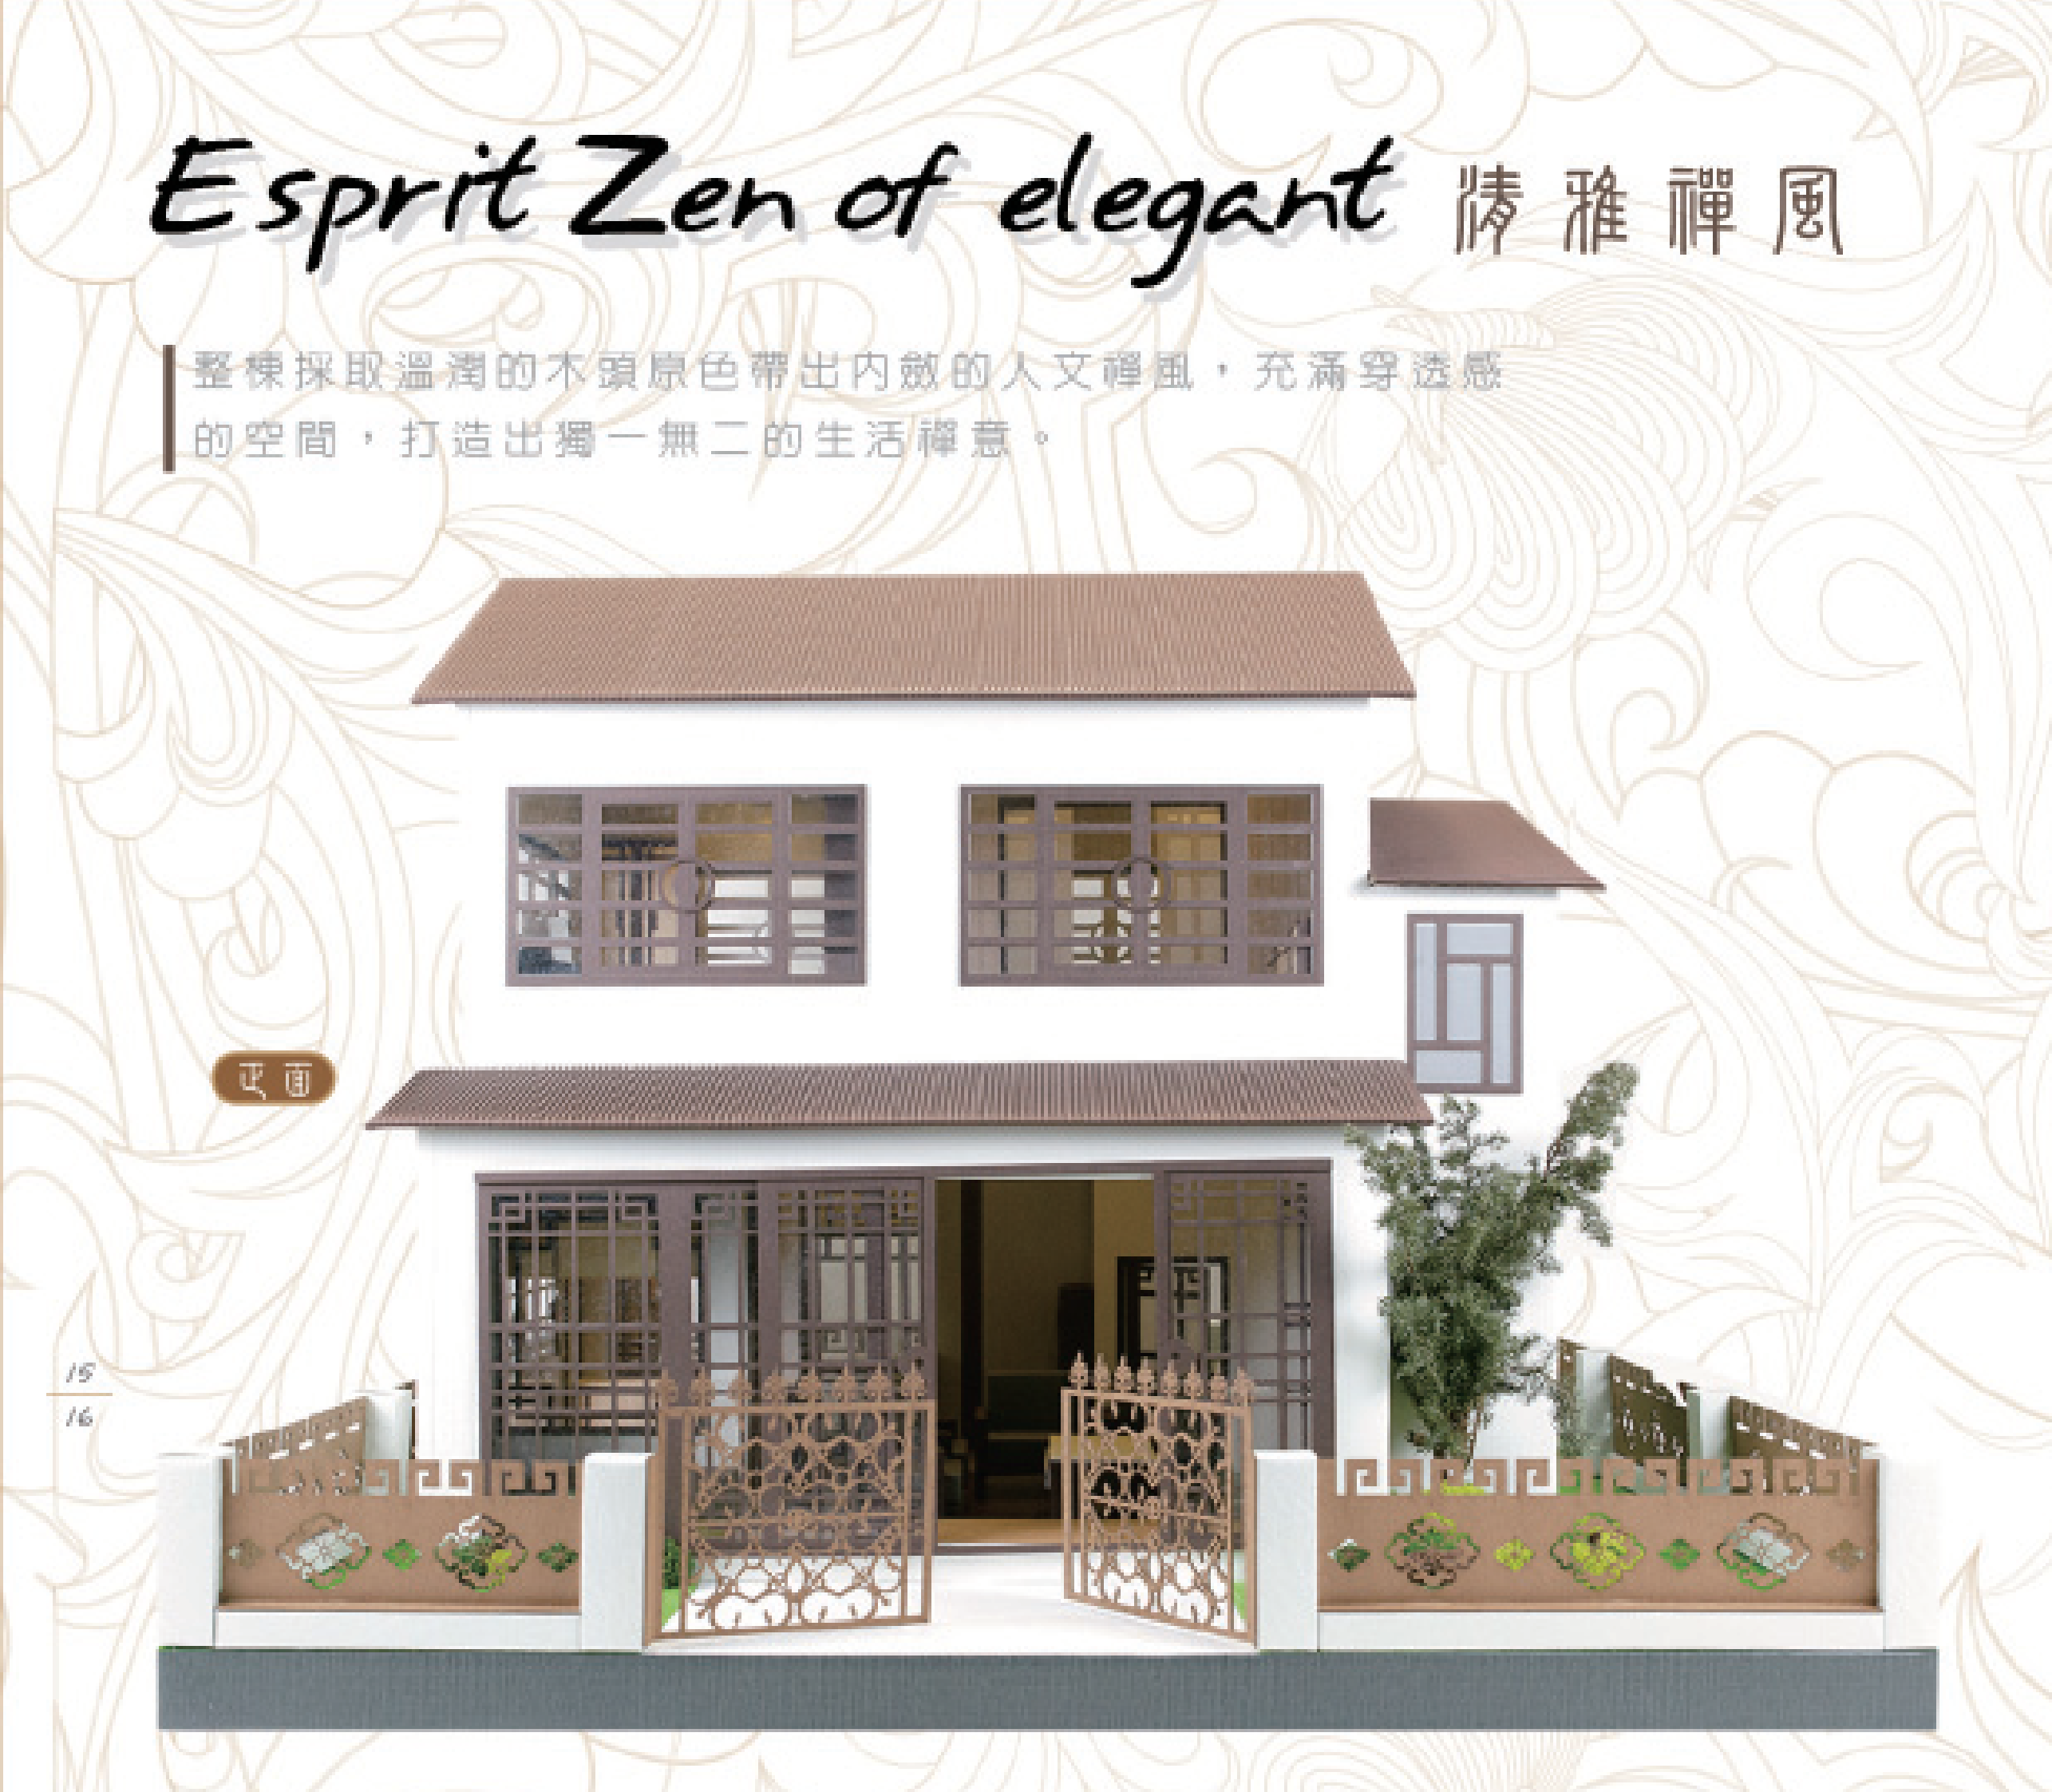 Esprit Zen of elegant 清雅禪風
整棟採取溫潤的木頭原色帶出內斂的人文禪風，充滿穿透感
的空間，打造出獨一無二的生活禪意。
正面
15
16